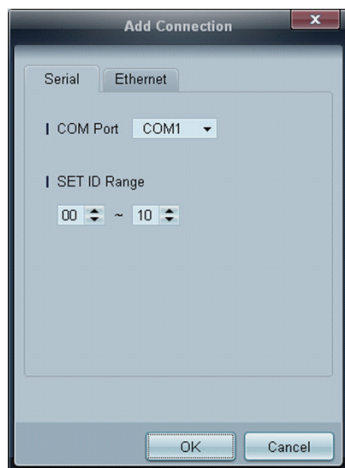 Add Connection
Serial Ethernet
COM Port COM1
SET ID Range
00 ~ 10
OK Cancel